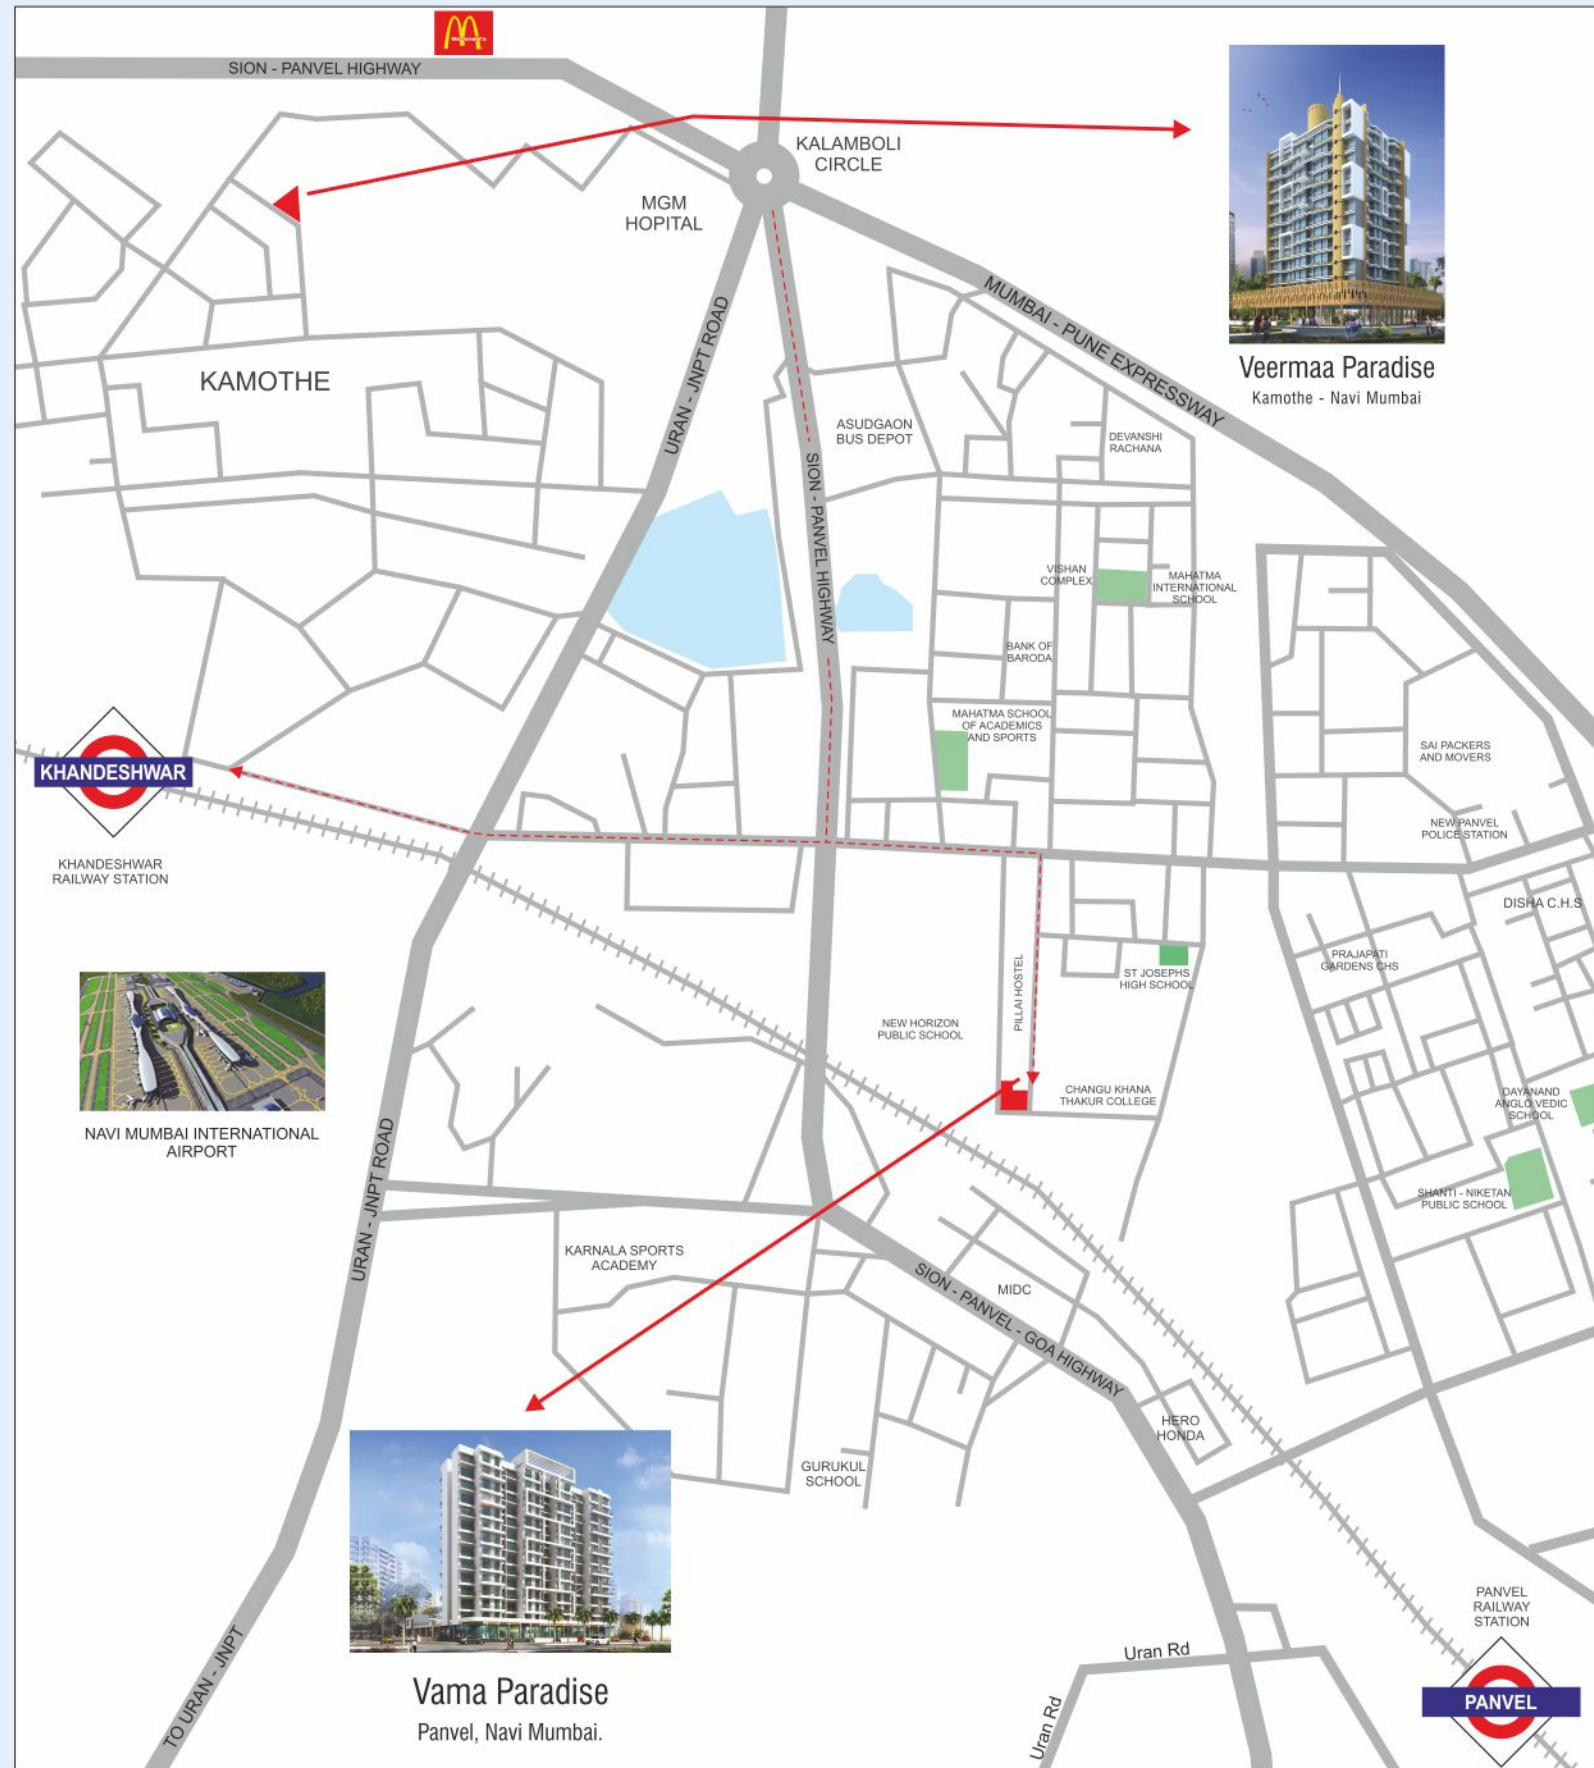 McDonald's
SION - PANVEL HIGHWAY
KALAMBOLI
CIRCLE
MGM
HOPITAL
MUMBAI - PUNE EXPRESSWAY
Veermaa Paradise
Kamothe - Navi Mumbai
URAN - JNPT ROAD
KAMOTHE
ASUDGAON
BUS DEPOT
DEVANSHI
RACHANA
SION - PANVEL HIGHWAY
VISHAN
COMPLEX
MAHATMA
INTERNATIONAL
SCHOOL
BANK OF
BARODA
MAHATMA SCHOOL
OF ACADEMICS
AND SPORTS
SAI PACKERS
AND MOVERS
KHANDESHWAR
NEW PANVEL
POLICE STATION
KHANDESHWAR
RAILWAY STATION
DISHA C.H.S
PRAJAPATI
GARDENS CHS
ST JOSEPHS
HIGH SCHOOL
PILLAI HOSTEL
NEW HORIZON
PUBLIC SCHOOL
CHANGU KHANA
THAKUR COLLEGE
DAYANAND
ANGLO VEDIC
SCHOOL
NAVI MUMBAI INTERNATIONAL
AIRPORT
URAN - JNPT ROAD
SHANTI - NIKETAN
PUBLIC SCHOOL
KARNALA SPORTS
ACADEMY
MIDC
SION - PANVEL - GOA HIGHWAY
HERO
HONDA
GURUKUL
SCHOOL
PANVEL
RAILWAY
STATION
Uran Rd
Uran Rd
PANVEL
TO URAN - JNPT
Vama Paradise
Panvel, Navi Mumbai.